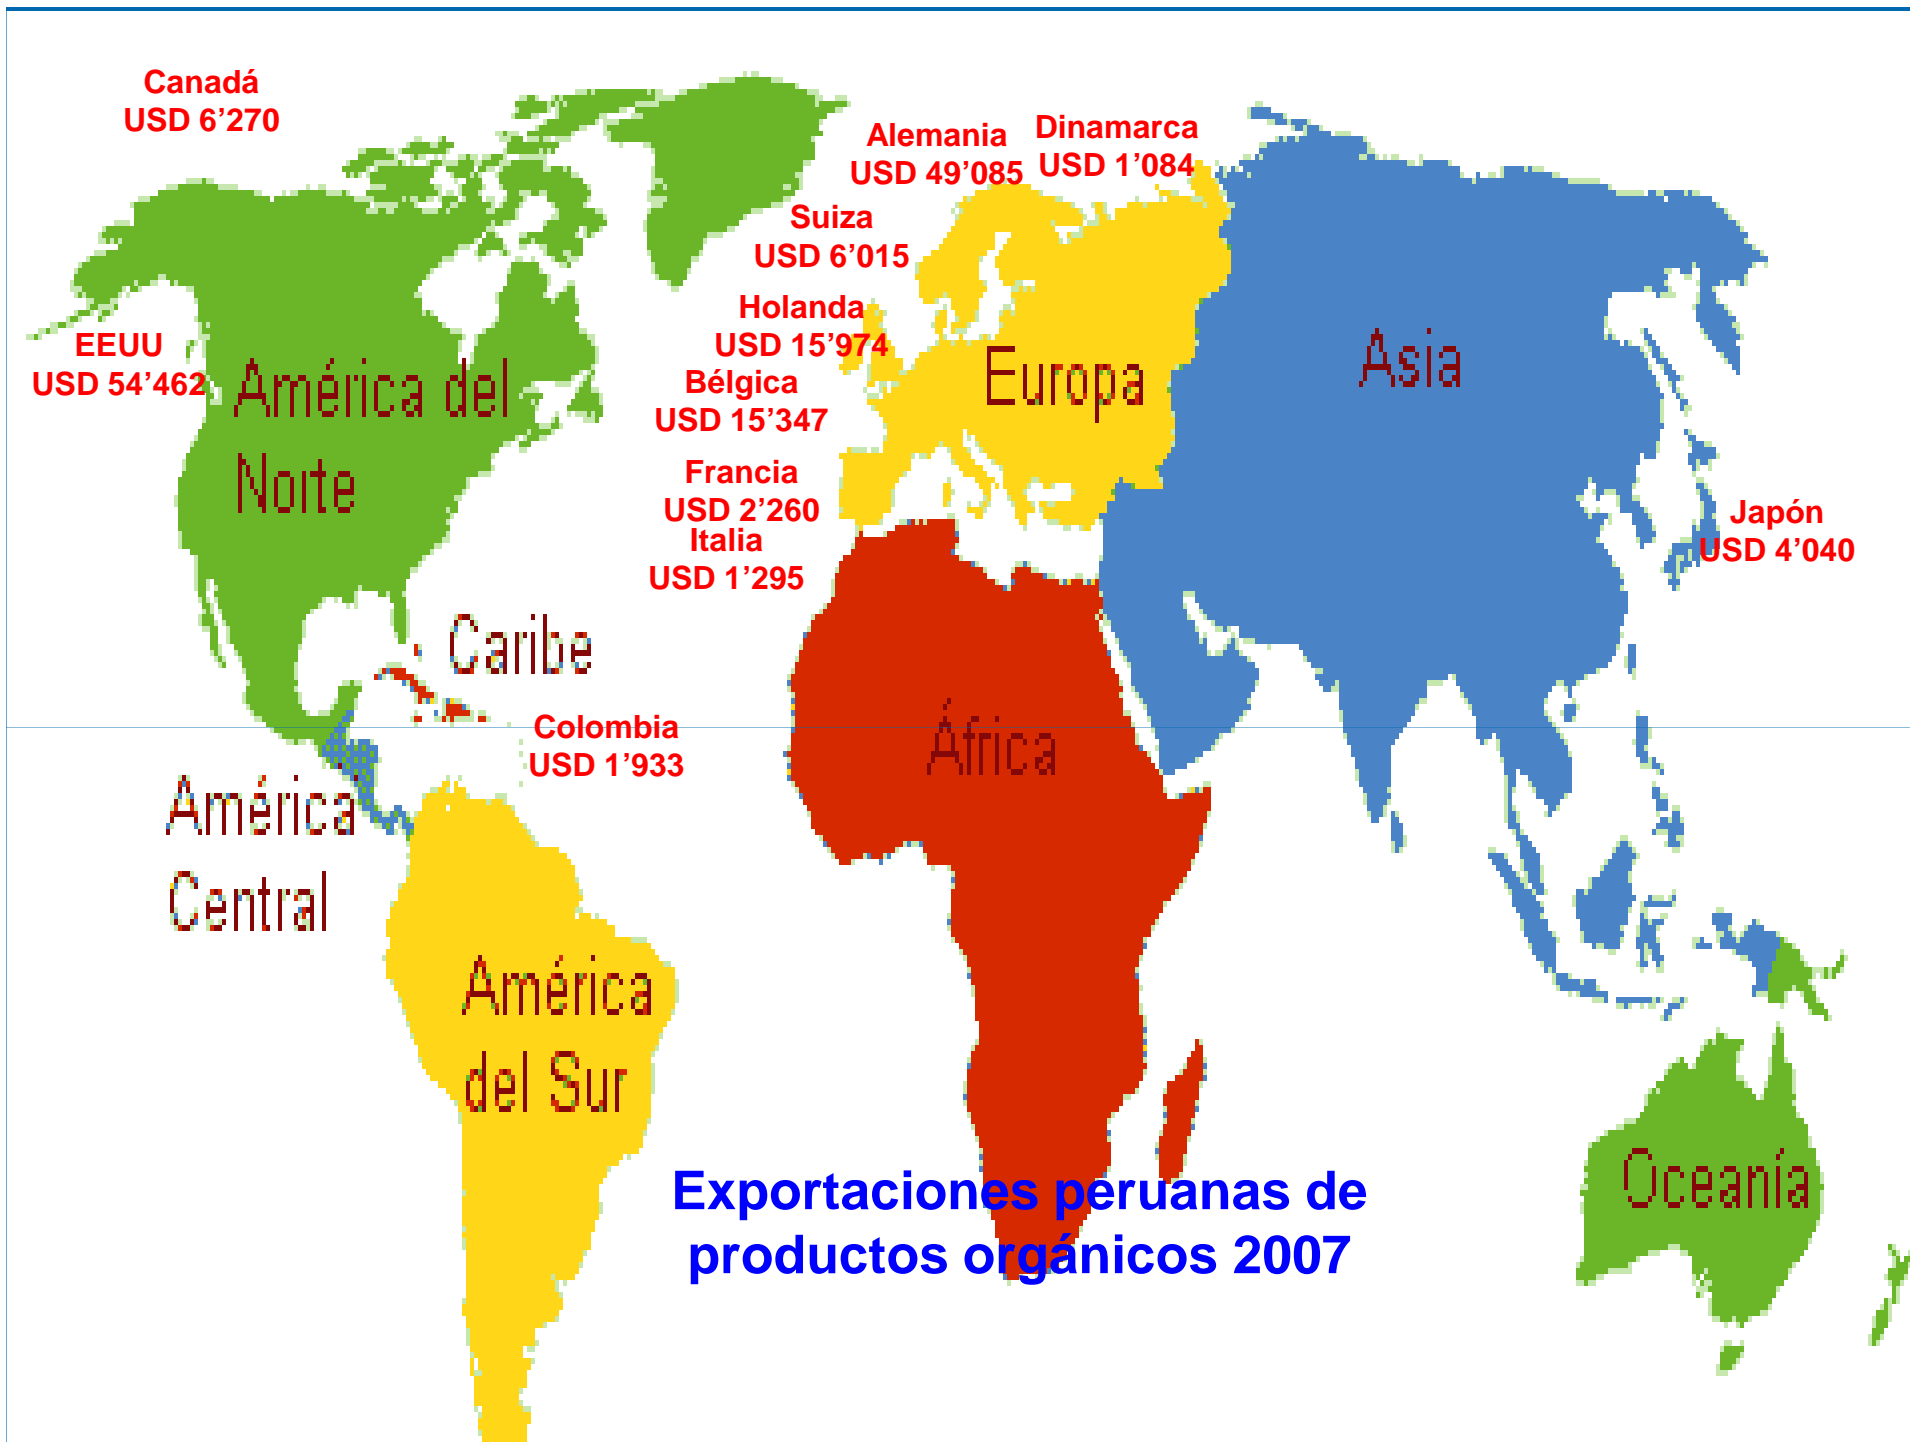 Canadá
USD 6’270
Alemania
USD 49’085
Dinamarca
USD 1’084
Suiza
USD 6’015
Holanda
USD 15’974
EEUU
USD 54’462
América del
Norte
Bélgica
USD 15’347
Europa
Asia
Francia
USD 2’260
Italia
USD 1’295
Japón
USD 4’040
Caribe
Colombia
USD 1’933
África
América
Central
América
del Sur
Oceanía
Exportaciones peruanas de
productos orgánicos 2007